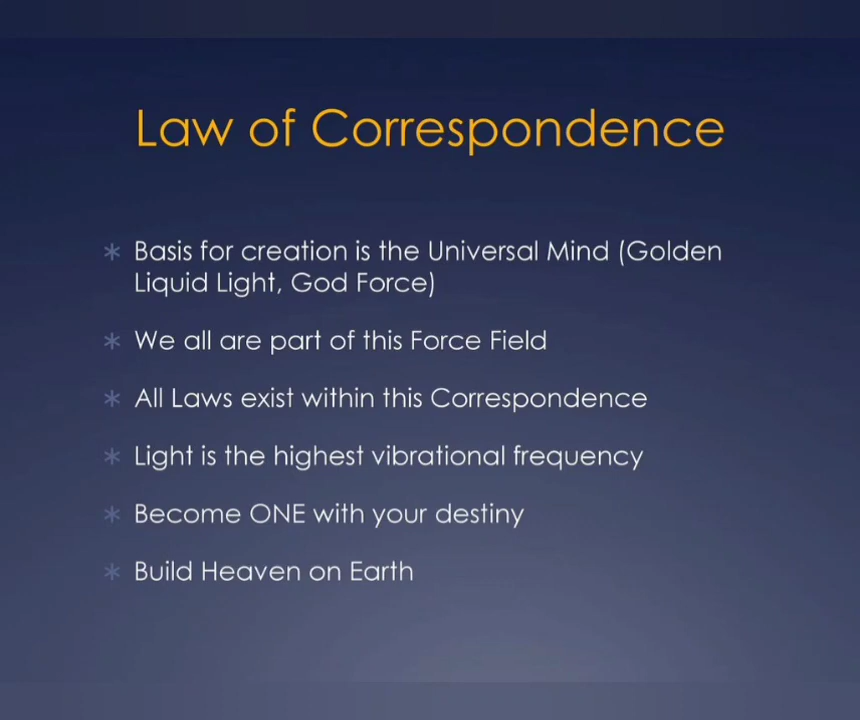 Law of Correspondence
* Basis for creation is the Universal Mind (Golden
Liquid Light, God Force)
* We all are part of this Force Field
* All Laws exist within this Correspondence
* Light is the highest vibrational frequency
* Become ONE with your destiny
* Build Heaven on Earth